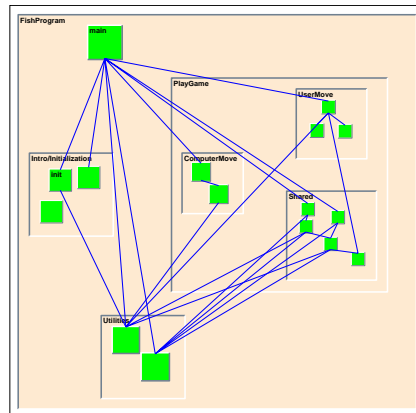 FishProgram
main
PlayGame
UserMove
Intro/Initialization
ComputerMove
Init
Shared
Utilities